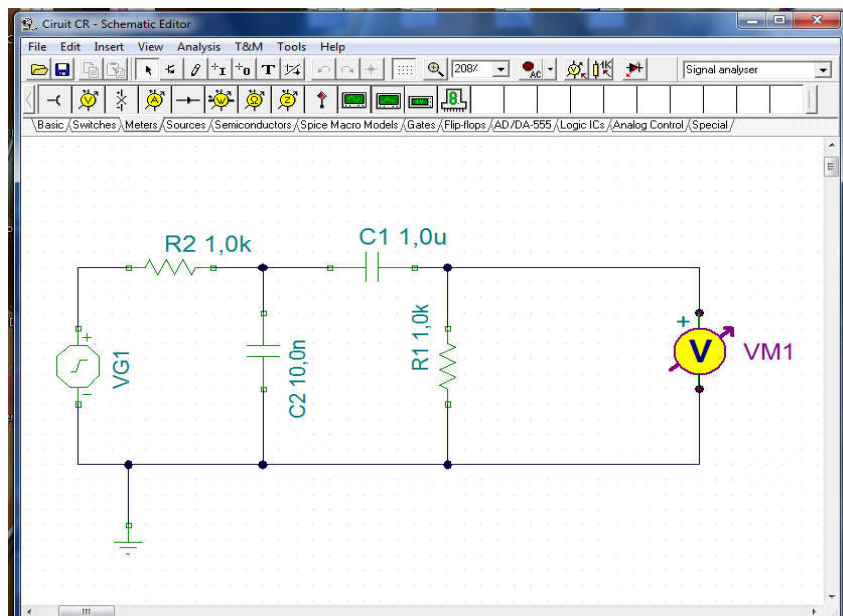 Ciruit CR - Schematic Editor
File Edit Insert View Analysis T&M Tools Help
T 208% AC 1K Signal analyser
V A W Ω Z 8.
Basic Switches Meters Sources Semiconductors Spice Macro Models Gates Flip-flops AD/DA-555 Logic ICs Analog Control Special
R2 1,0k
C1 1,0u
VG1
+
−
C2 10,0n
R1 1,0k
+
V
VM1